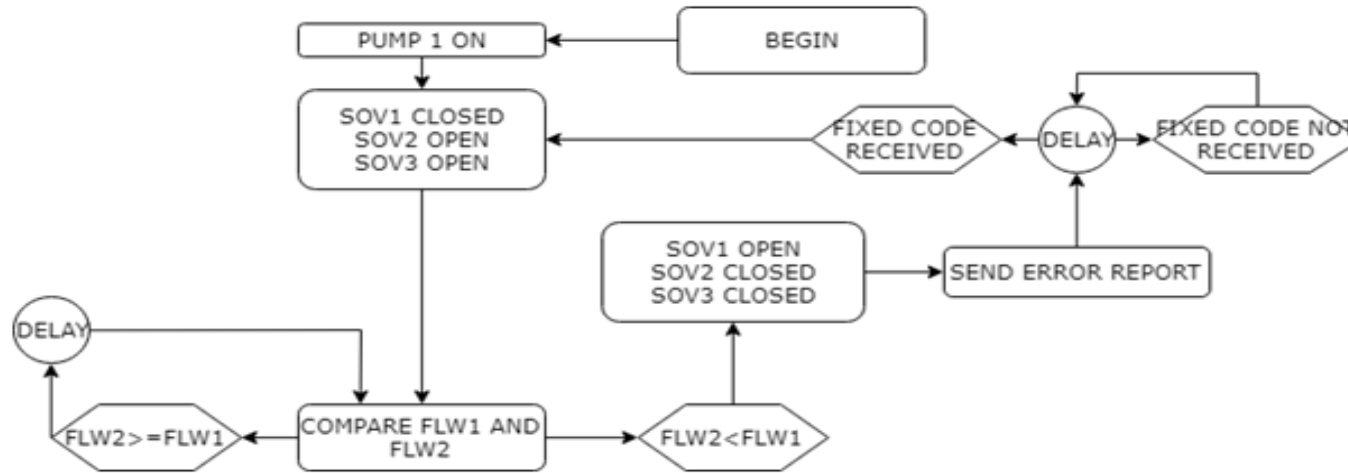 PUMP 1 ON
BEGIN
SOV1 CLOSED
SOV2 OPEN
SOV3 OPEN
FIXED CODE
RECEIVED
DELAY
FIXED CODE NOT
RECEIVED
SOV1 OPEN
SOV2 CLOSED
SOV3 CLOSED
SEND ERROR REPORT
DELAY
FLW2>=FLW1
COMPARE FLW1 AND
FLW2
FLW2<FLW1